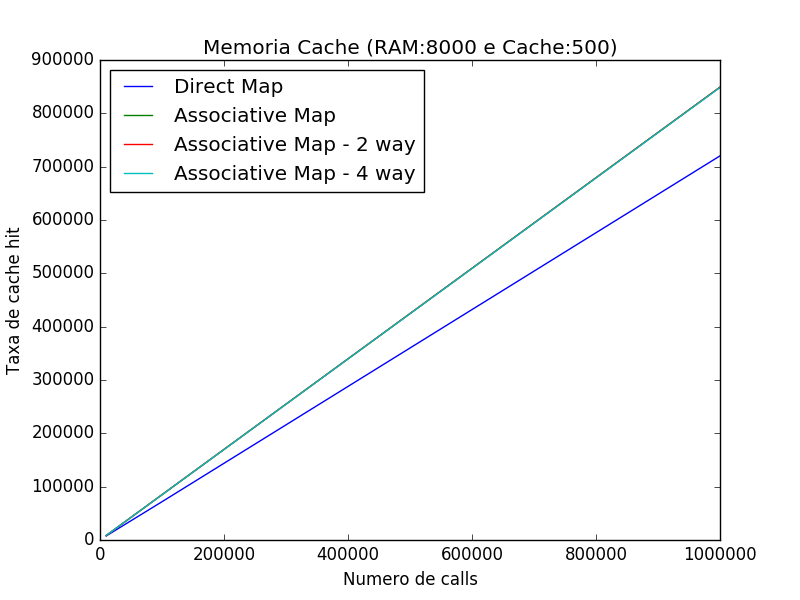 Memoria Cache (RAM:8000 e Cache:500)
900000
800000
700000
600000
500000
400000
300000
200000
100000
0
Taxa de cache hit
Direct Map
Associative Map
Associative Map - 2 way
Associative Map - 4 way
0 200000 400000 600000 800000 1000000
Numero de calls